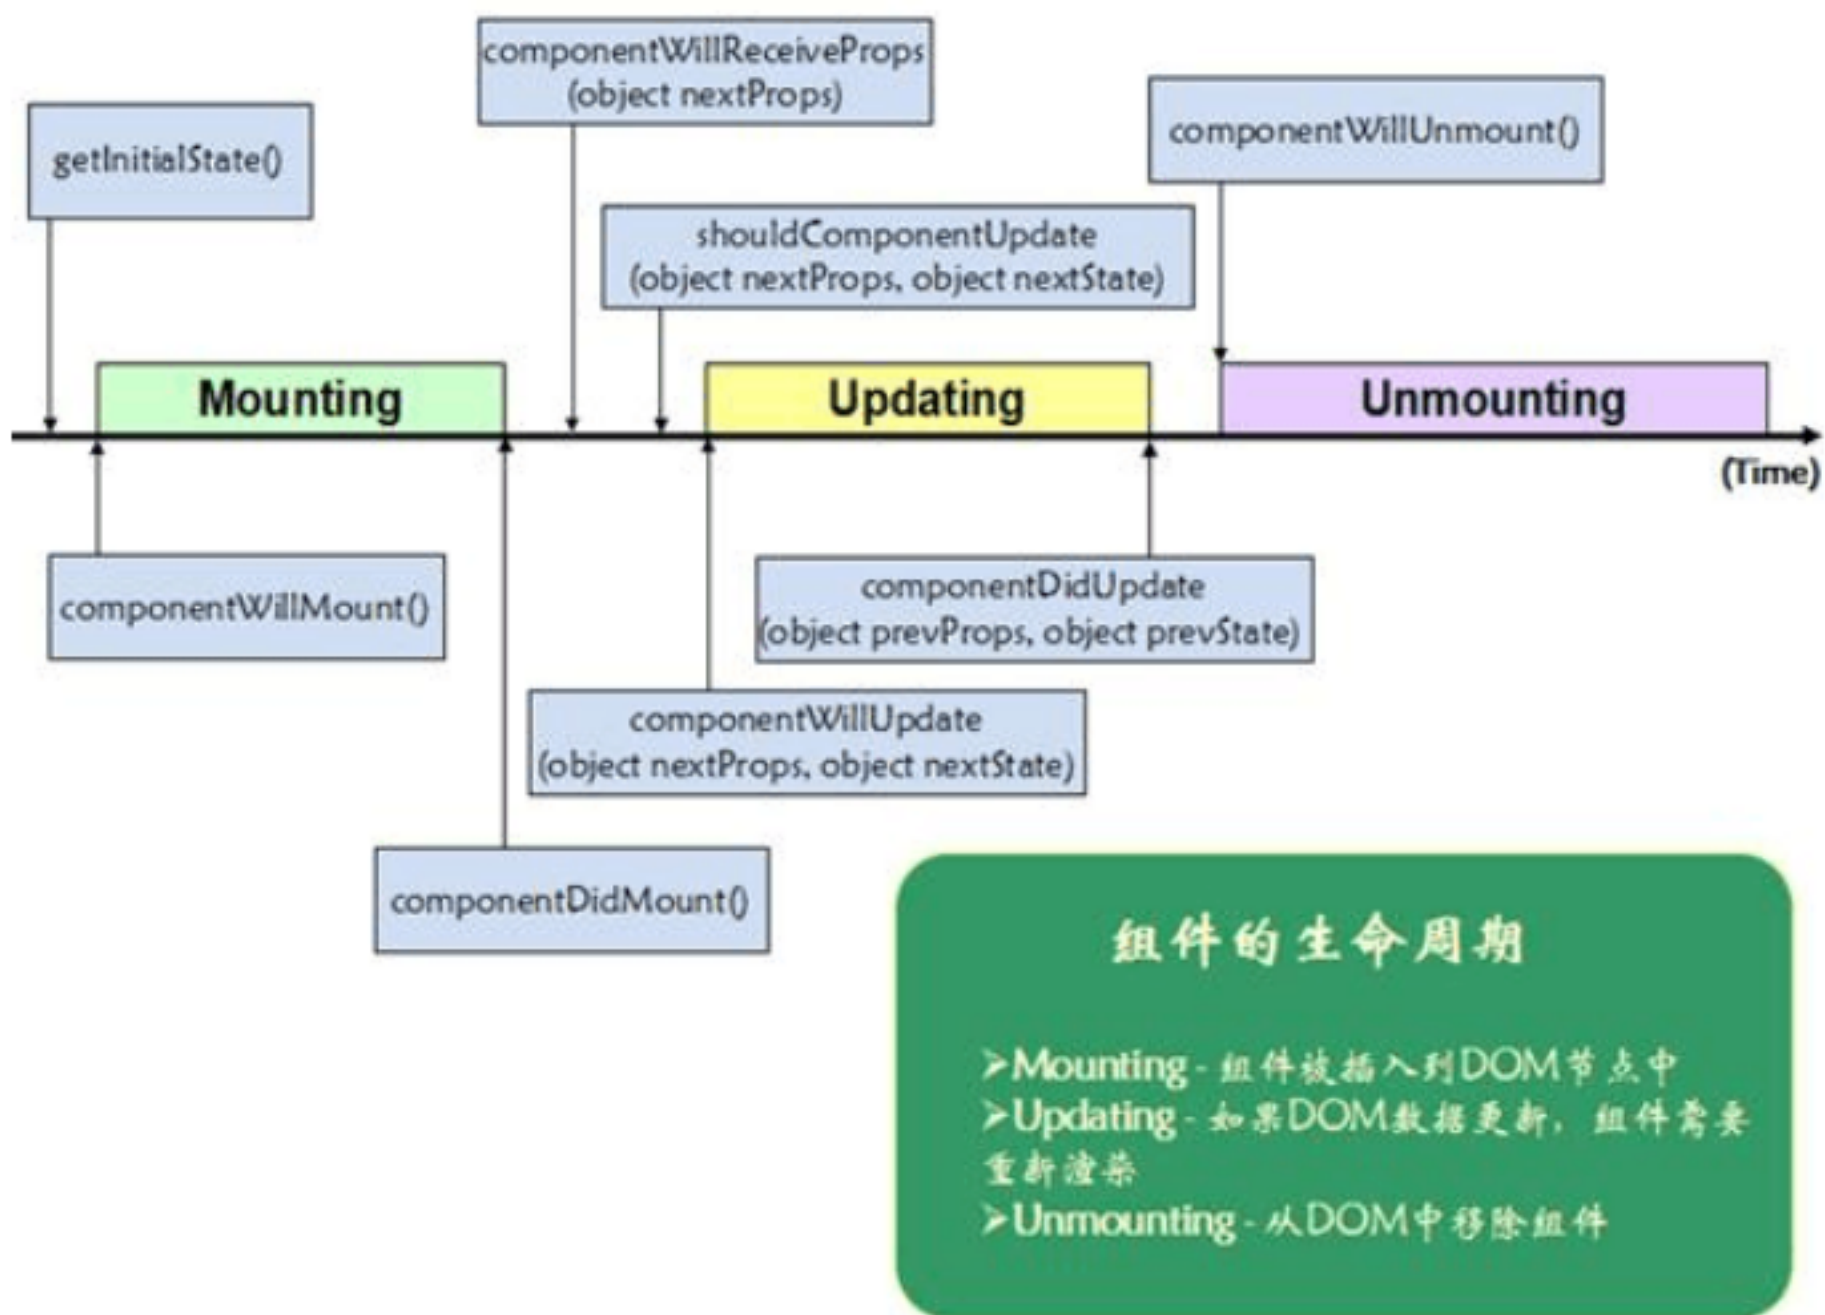 componentWillReceiveProps
(object nextProps)
componentWillUnmount()
getInitialState()
shouldComponentUpdate
(object nextProps, object nextState)
Mounting
Updating
Unmounting
(Time)
componentWillMount()
componentDidUpdate
(object prevProps, object prevState)
componentWillUpdate
(object nextProps, object nextState)
componentDidMount()
组件的生命周期
➢Mounting - 组件被插入到DOM节点中
➢Updating - 如果DOM数据更新，组件需要
重新渲染
➢Unmounting - 从DOM中移除组件